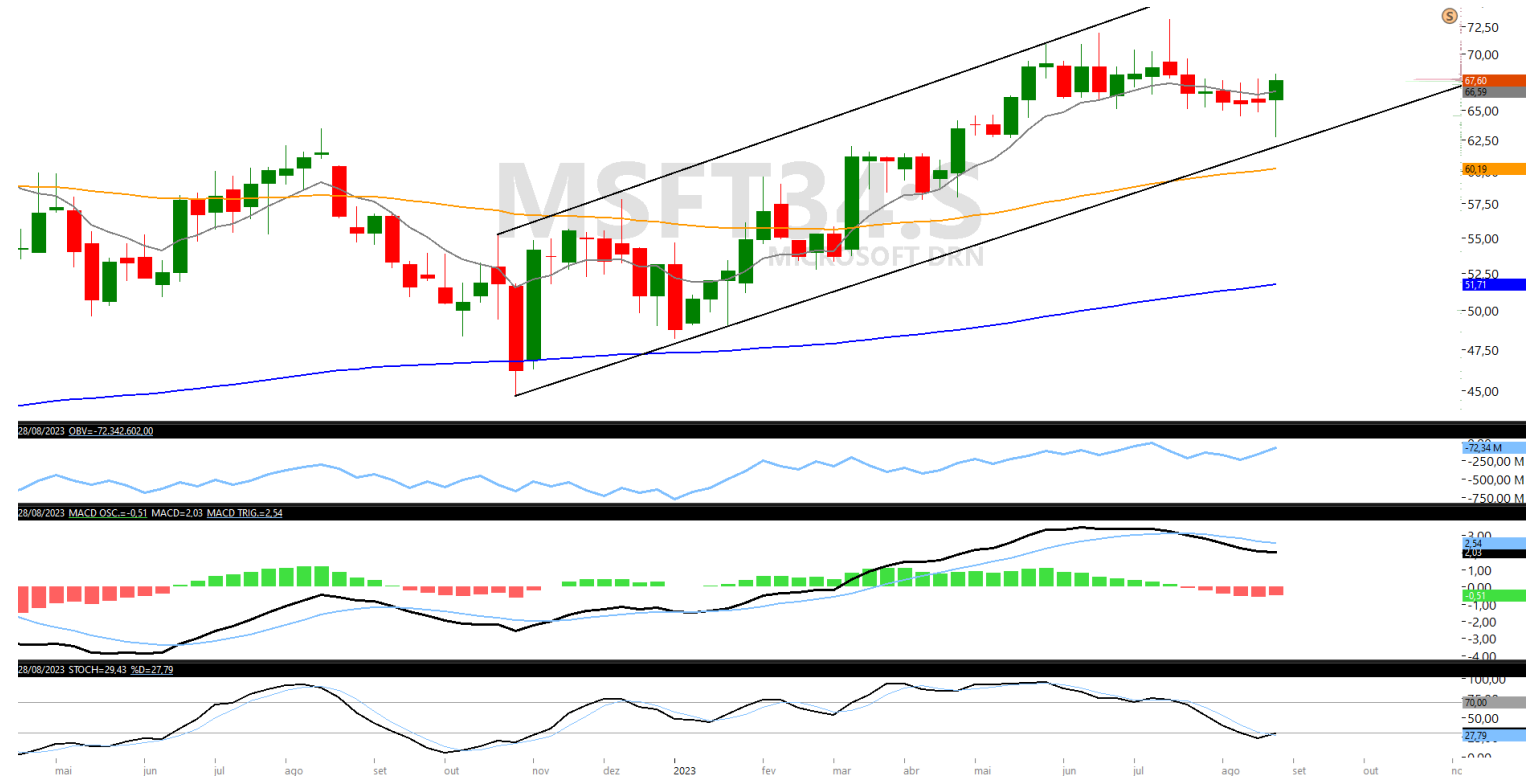 S
72,50
70,00
67,60
66,59
65,00
62,50
60,19
57,50
55,00
52,50
51,71
50,00
47,50
45,00
MSFT34:S
MICROSOFT DRN
28/08/2023 OBV=-72.342.602,00
-72,34 M
-250,00 M
-500,00 M
-750,00 M
28/08/2023 MACD OSC.=-0,51 MACD=2,03 MACD TRIG.=2,54
3,00
2,54
2,03
1,00
0,00
-0,51
-1,00
-2,00
-3,00
-4,00
28/08/2023 STOCH=29,43 %D=27,79
100,00
70,00
50,00
27,79
0,00
mai jun jul ago set out nov dez 2023 fev mar abr mai jun jul ago set out nc